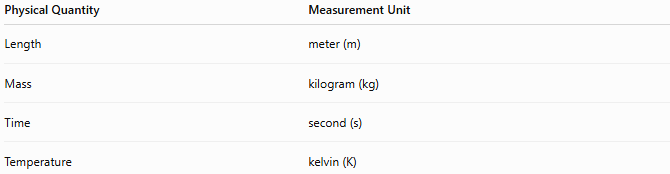 Physical Quantity Measurement Unit
Length meter (m)
Mass kilogram (kg)
Time second (s)
Temperature kelvin (K)